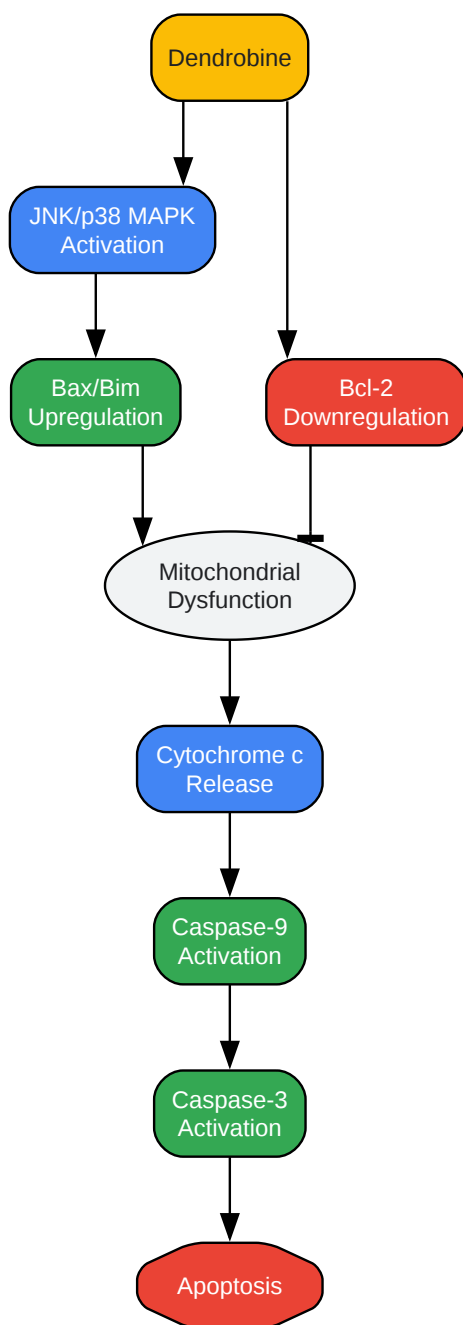 Dendrobine
JNK/p38 MAPK
Activation
Bax/Bim
Upregulation
Bcl-2
Downregulation
Mitochondrial
Dysfunction
Cytochrome c
Release
Caspase-9
Activation
Caspase-3
Activation
Apoptosis